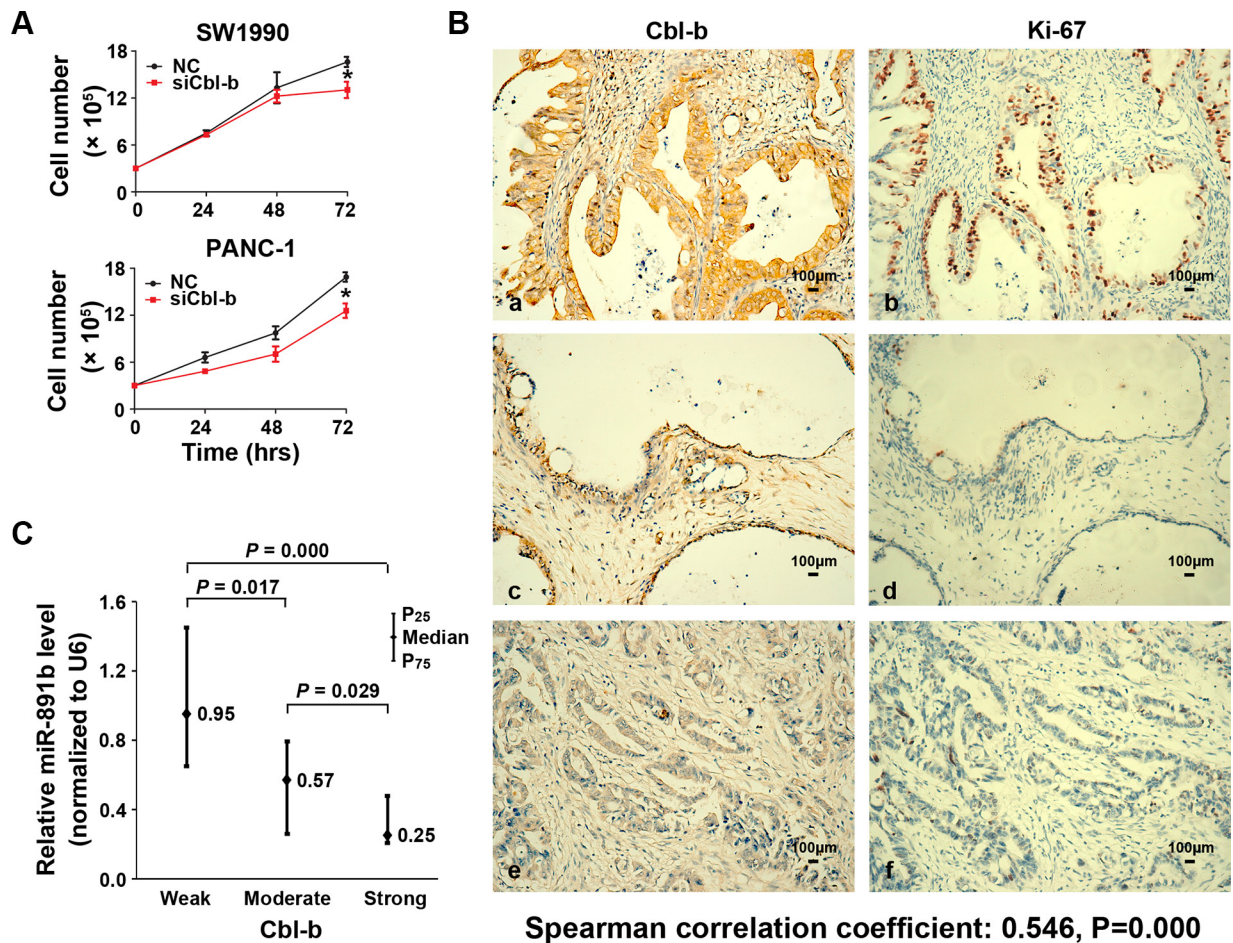 A
SW1990
NC
siCbl-b
Cell number
(× 10⁵)
18
12
6
0
*
0 24 48 72
PANC-1
NC
siCbl-b
Cell number
(× 10⁵)
18
12
6
0
*
0 24 48 72
Time (hrs)
B
Cbl-b Ki-67
100μm
a
100μm
b
100μm
c
100μm
d
100μm
e
100μm
f
Spearman correlation coefficient: 0.546, P=0.000
C
P = 0.000
P = 0.017
P = 0.029
P₂₅
Median
P₇₅
Relative miR-891b level
(normalized to U6)
1.6
1.2
0.8
0.4
0.0
0.95
0.57
0.25
Weak Moderate Strong
Cbl-b